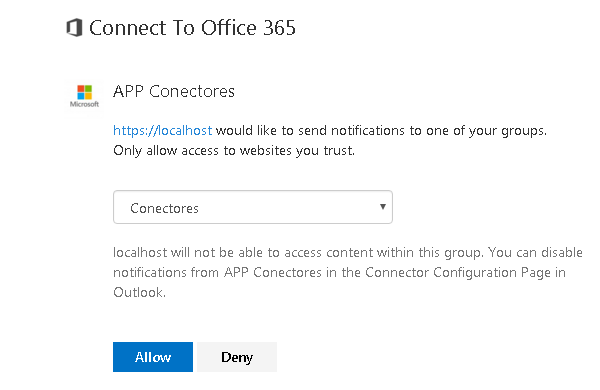 Connect To Office 365
APP Conectores
Microsoft
https://localhost would like to send notifications to one of your groups.
Only allow access to websites you trust.
Conectores
localhost will not be able to access content within this group. You can disable
notifications from APP Conectores in the Connector Configuration Page in
Outlook.
Allow Deny